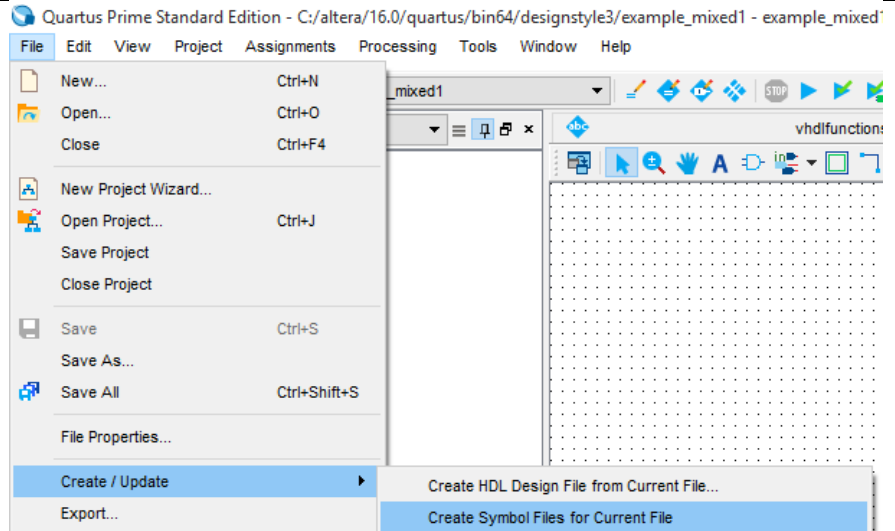 Quartus Prime Standard Edition - C:/altera/16.0/quartus/bin64/designstyle3/example_mixed1 - example_mixed1
File Edit View Project Assignments Processing Tools Window Help
New... Ctrl+N
_mixed1
STOP
Open... Ctrl+O
Close Ctrl+F4
abc
vhdlfunctions
A
in
New Project Wizard...
Open Project... Ctrl+J
Save Project
Close Project
Save Ctrl+S
Save As...
Save All Ctrl+Shift+S
File Properties...
Create / Update
Create HDL Design File from Current File...
Export...
Create Symbol Files for Current File